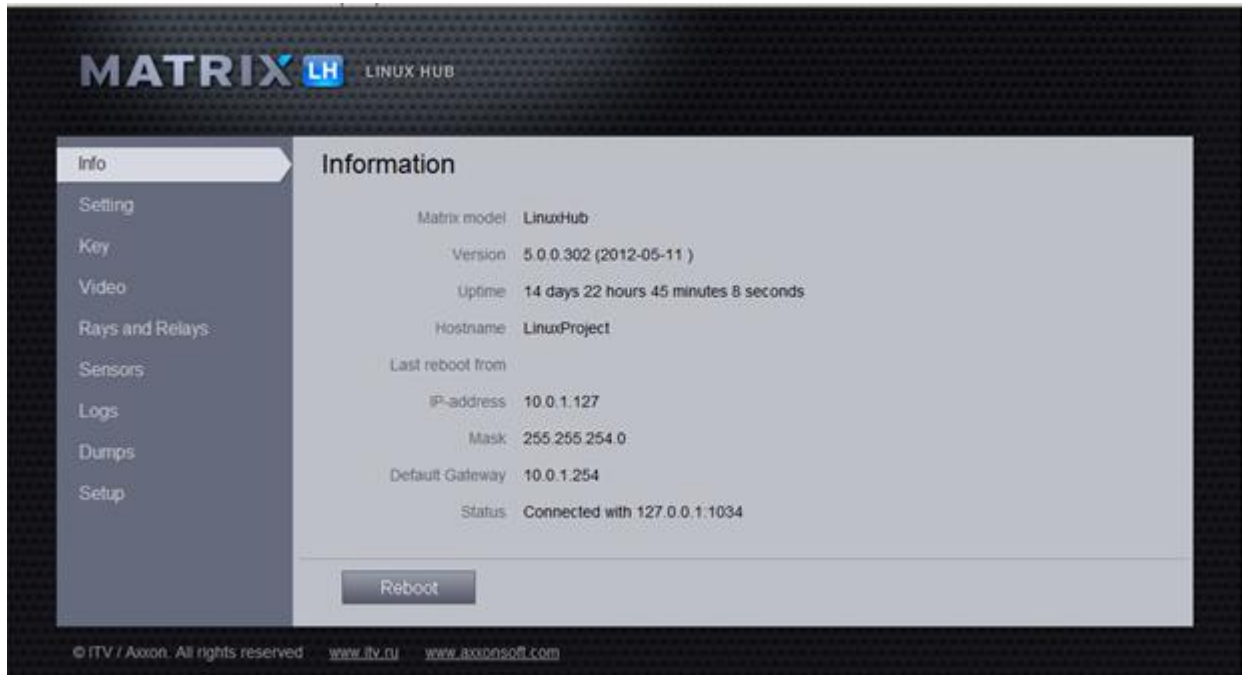 MATRIX LH LINUX HUB
Info
Setting
Key
Video
Rays and Relays
Sensors
Logs
Dumps
Setup
Information
Matrix model LinuxHub
Version 5.0.0.302 (2012-05-11 )
Uptime 14 days 22 hours 45 minutes 8 seconds
Hostname LinuxProject
Last reboot from
IP-address 10.0.1.127
Mask 255.255.254.0
Default Gateway 10.0.1.254
Status Connected with 127.0.0.1:1034
Reboot
© ITV / Axxon. All rights reserved www.itv.ru www.axxonsoft.com